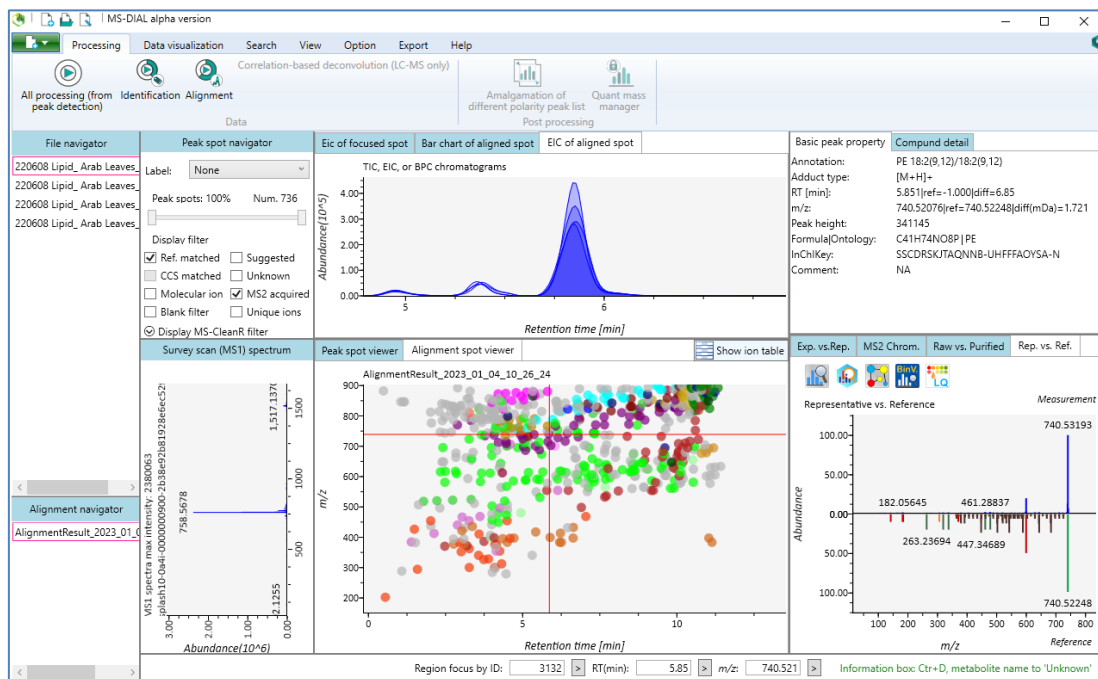 MS-DIAL alpha version
Processing Data visualization Search View Option Export Help
All processing (from peak detection)
Identification Alignment
Correlation-based deconvolution (LC-MS only)
Data
Amalgamation of different polarity peak list
Quant mass manager
Post processing
File navigator
220608 Lipid_ Arab Leaves_
220608 Lipid_ Arab Leaves_
220608 Lipid_ Arab Leaves_
220608 Lipid_ Arab Leaves_
Alignment navigator
AlignmentResult_2023_01_0
Peak spot navigator
Label: None
Peak spots: 100% Num. 736
Display filter
Ref. matched Suggested
CCS matched Unknown
Molecular ion MS2 acquired
Blank filter Unique ions
Display MS-CleanR filter
Survey scan (MS1) spectrum
MS1 spectra max intensity: 2380063
758.5678
1,517.137
2.1255
1500
1000
500
3.00 2.00 1.00 0.00
Abundance(10^6)
Eic of focused spot Bar chart of aligned spot EIC of aligned spot
TIC, EIC, or BPC chromatograms
Abundance(10^5)
4.00
3.00
2.00
1.00
0.00
5 6
Retention time [min]
Peak spot viewer Alignment spot viewer Show ion table
AlignmentResult_2023_01_04_10_26_24
m/z
900
800
700
600
500
400
300
200
0 5 10
Retention time [min]
Basic peak property Compund detail
Annotation: PE 18:2(9,12)/18:2(9,12)
Adduct type: [M+H]+
RT [min]: 5.851|ref=-1.000|diff=6.85
m/z: 740.52076|ref=740.52248|diff(mDa)=1.721
Peak height: 341145
Formula|Ontology: C41H74NO8P|PE
InChIKey: SSCDRSKJTAQNNB-UHFFFAOYSA-N
Comment: NA
Exp. vs.Rep. MS2 Chrom. Raw vs. Purified Rep. vs. Ref.
BinV.
LQ
Representative vs. Reference Measurement
740.53193
100.00
50.00
0.00
50.00
100.00
Abundance
182.05645 461.28837
263.23694 447.34689
740.52248
100 200 300 400 500 600 700 800
m/z Reference
Region focus by ID: 3132 > RT(min): 5.85 > m/z: 740.521 > Information box: Ctr+D, metabolite name to 'Unknown'